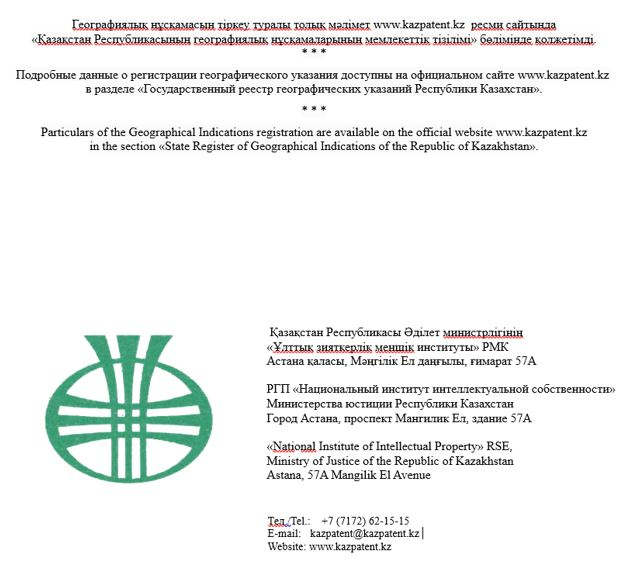 Географиялық нұсқамасын тіркеу туралы толық мәлімет www.kazpatent.kz ресми сайтында
«Қазақстан Республикасының географиялық нұсқамаларының мемлекеттік тізілімі» бөлімінде қолжетімді.
* * *
Подробные данные о регистрации географического указания доступны на официальном сайте www.kazpatent.kz
в разделе «Государственный реестр географических указаний Республики Казахстан».
* * *
Particulars of the Geographical Indications registration are available on the official website www.kazpatent.kz
in the section «State Register of Geographical Indications of the Republic of Kazakhstan».
Қазақстан Республикасы Әділет министрлігінің
«Ұлттық зияткерлік меншік институты» РМК
Астана қаласы, Мәңгілік Ел даңғылы, ғимарат 57А
РГП «Национальный институт интеллектуальной собственности»
Министерства юстиции Республики Казахстан
Город Астана, проспект Мангилик Ел, здание 57А
«National Institute of Intellectual Property» RSE,
Ministry of Justice of the Republic of Kazakhstan
Astana, 57A Mangilik El Avenue
Тел./Tel.: +7 (7172) 62-15-15
E-mail: kazpatent@kazpatent.kz
Website: www.kazpatent.kz